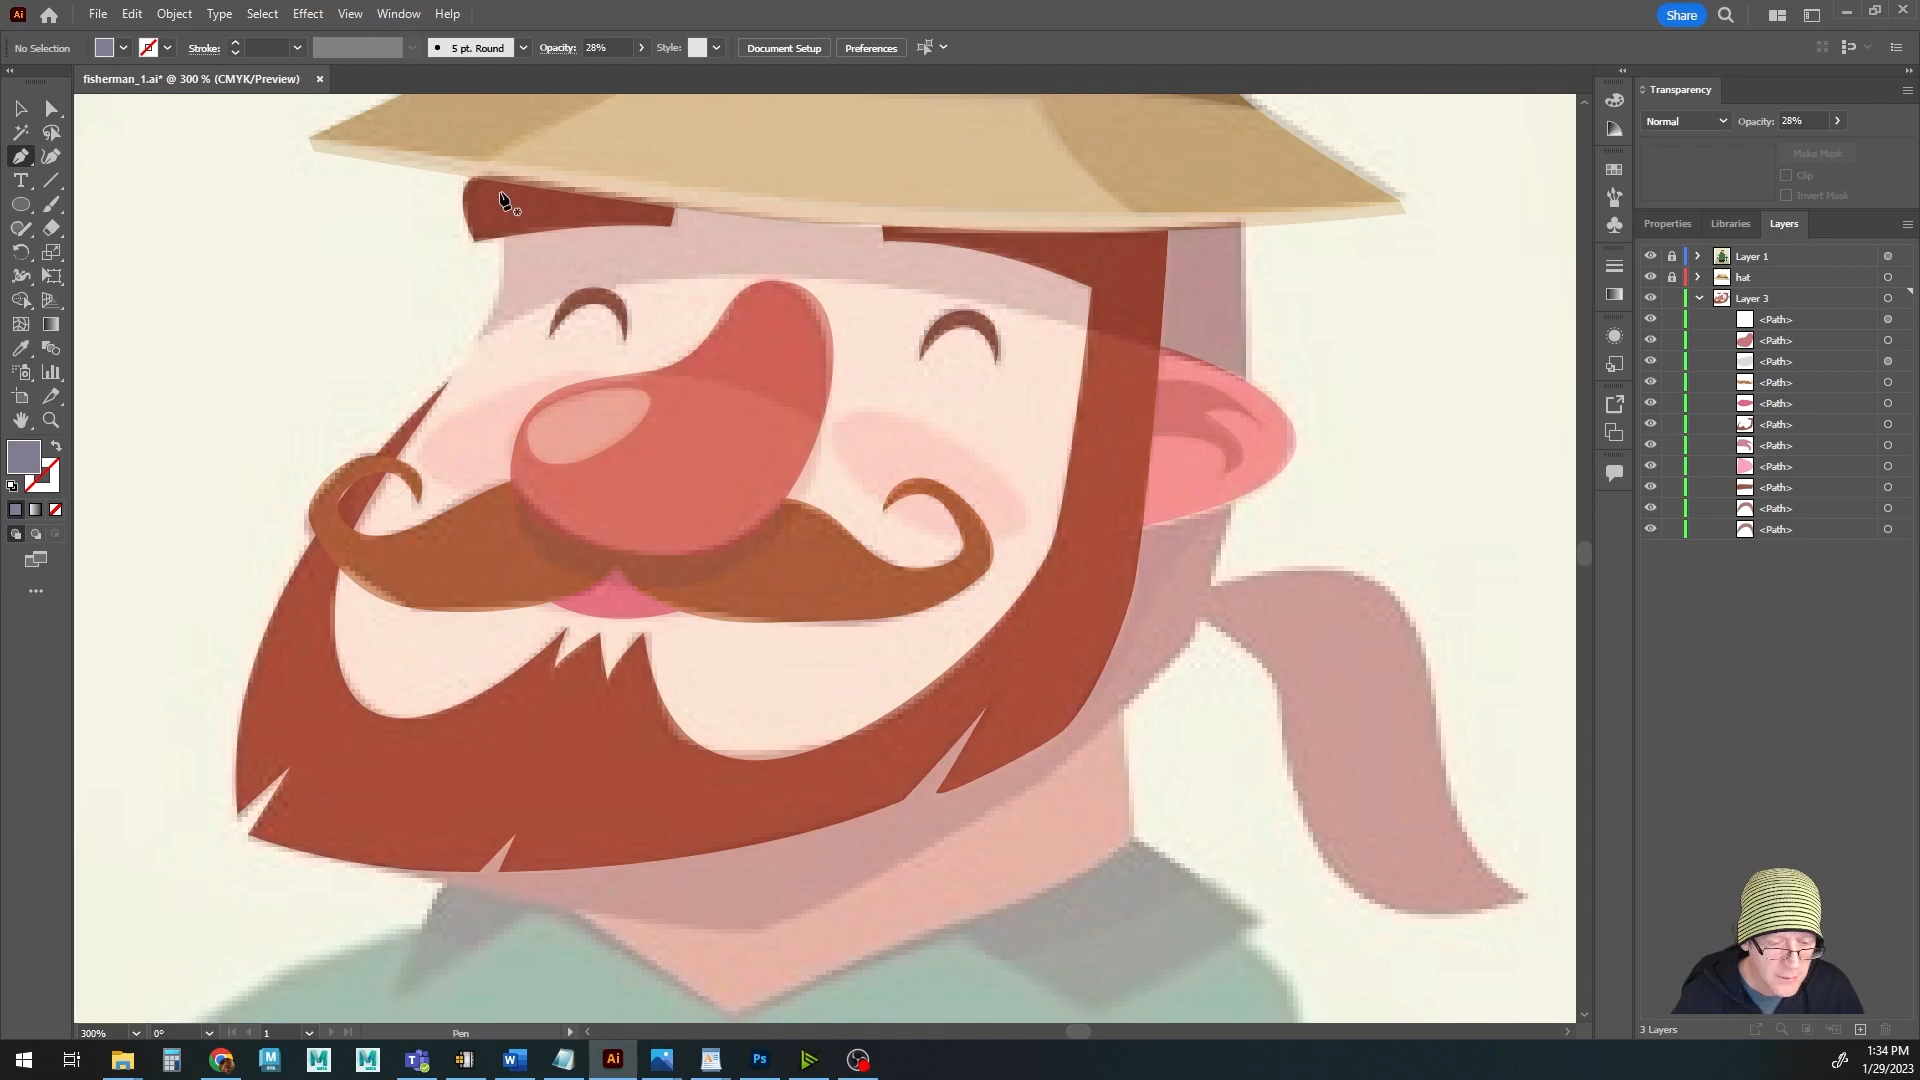 Ai File Edit Object Type Select Effect View Window Help Share
No Selection Stroke: 5 pt. Round Opacity: 28% Style: Document Setup Preferences
fisherman_1.ai* @ 300 % (CMYK/Preview) ×
Transparency
Normal Opacity: 28%
Make Mask
Clip
Invert Mask
Properties Libraries Layers
Layer 1
hat
Layer 3
<Path>
<Path>
<Path>
<Path>
<Path>
<Path>
<Path>
<Path>
<Path>
<Path>
<Path>
3 Layers
300% 0° 1 Pen
Ai Ps
1:34 PM
1/29/2023